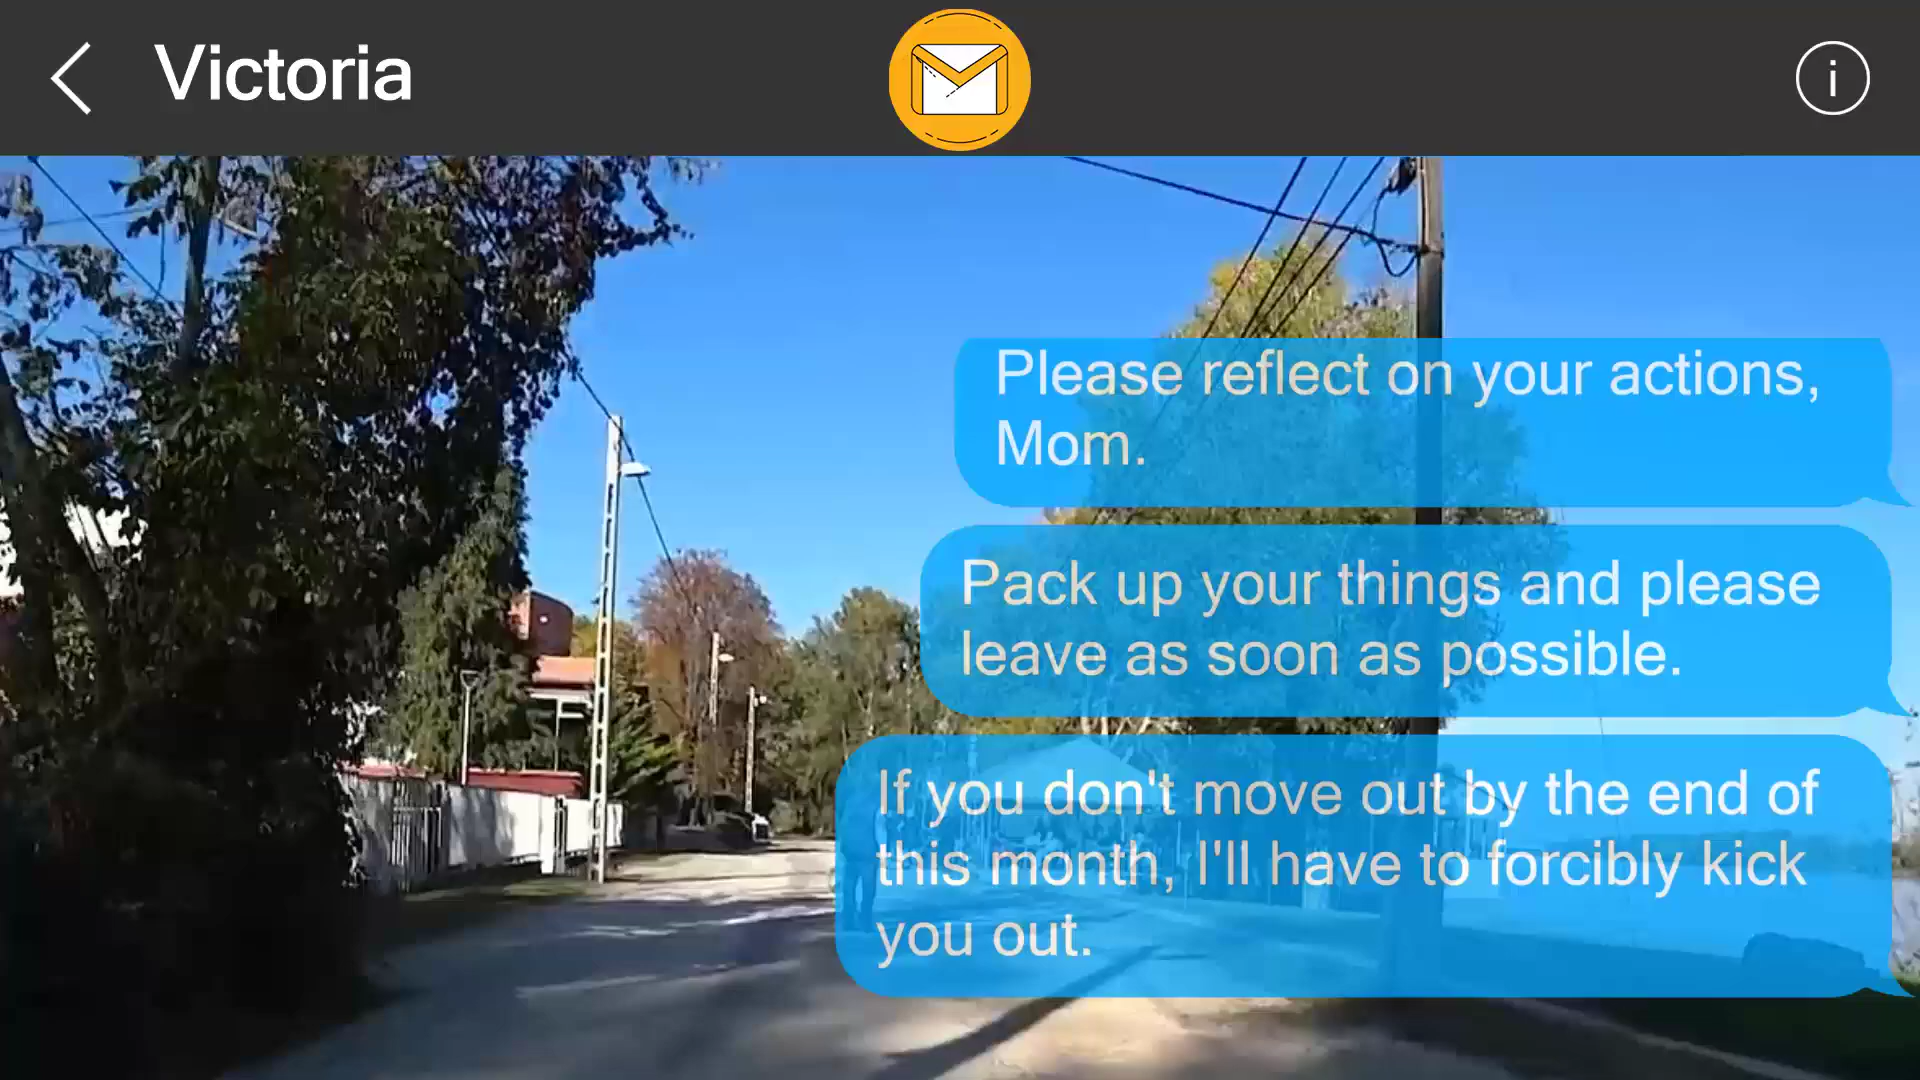 Victoria
Please reflect on your actions,
Mom.
Pack up your things and please
leave as soon as possible.
If you don't move out by the end of
this month, I'll have to forcibly kick
you out.